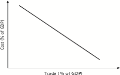 Cost (% of GDP)
Trade (% of GDP)